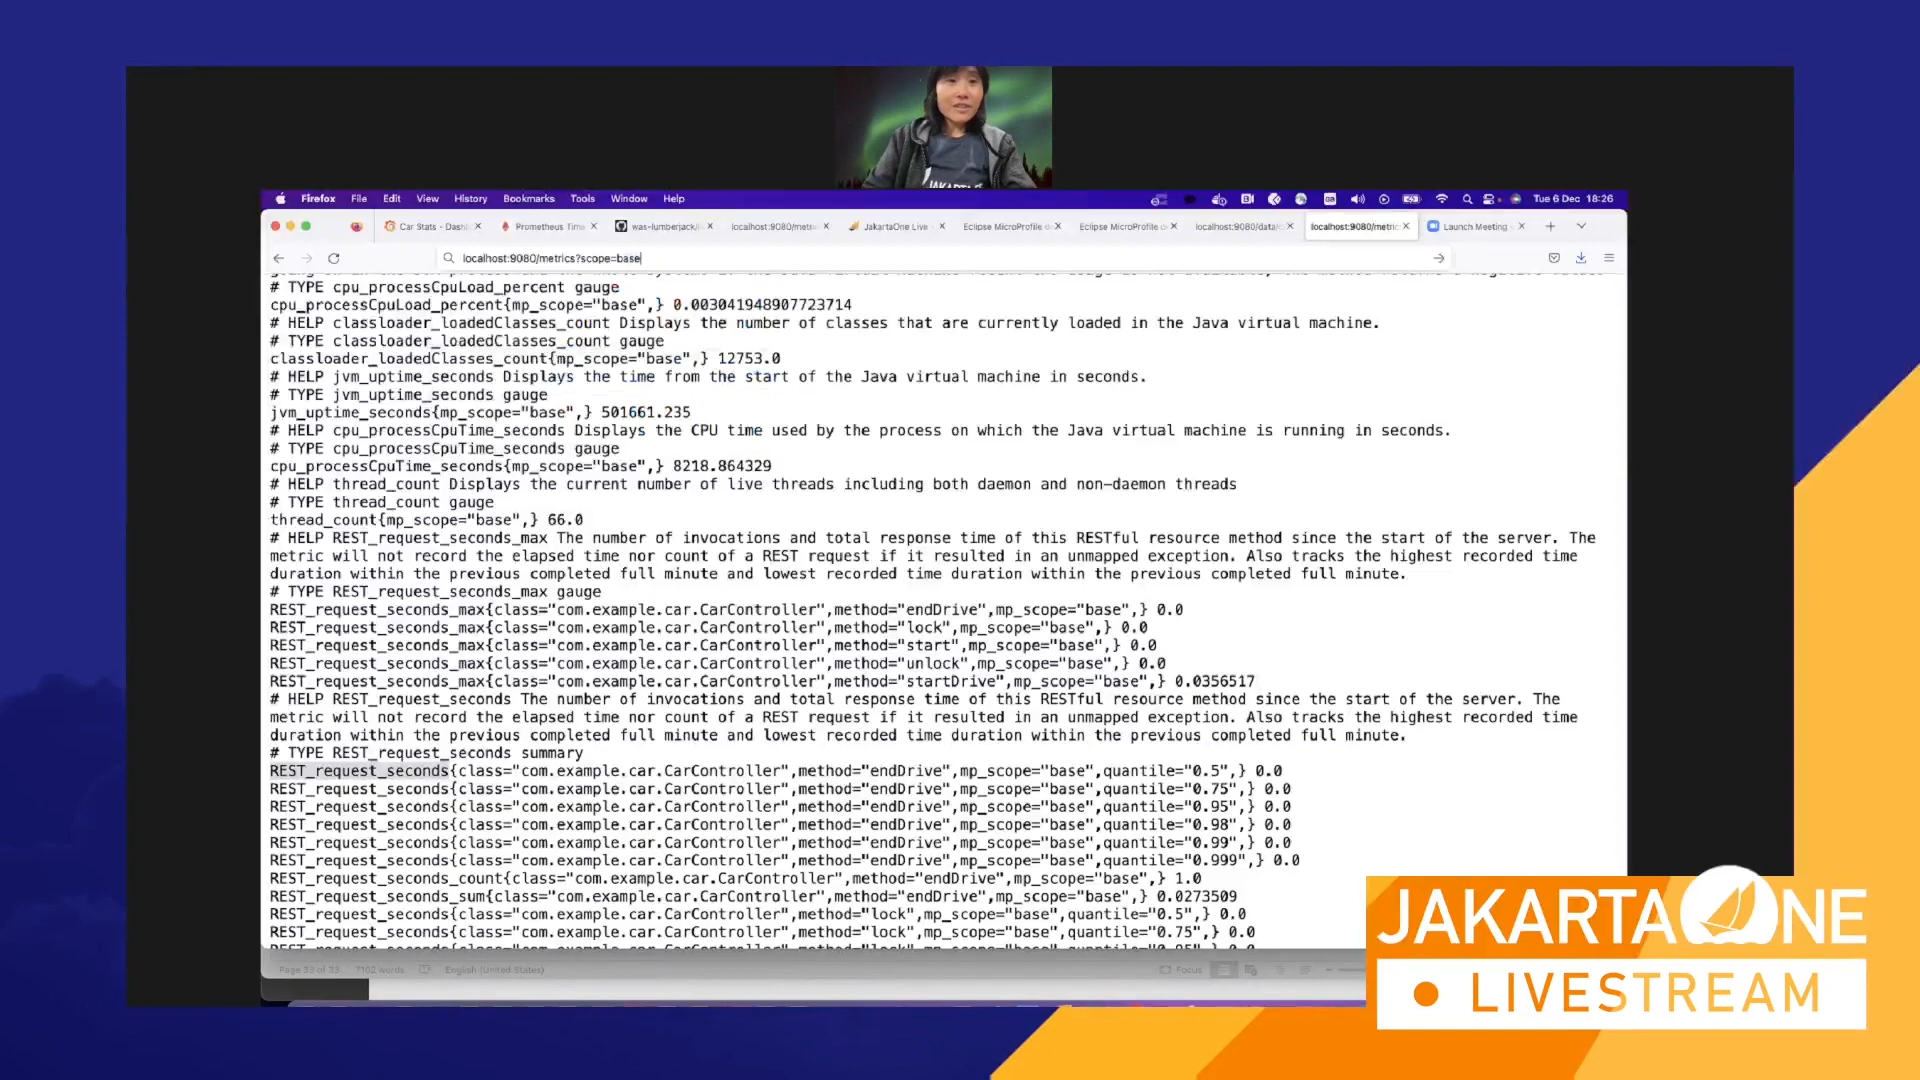 JAKARTAONE
Firefox File Edit View History Bookmarks Tools Window Help Tue 6 Dec 18:26
Car Stats - Dash Prometheus Time was-lumberjack/ localhost:9080/metri JakartaOne Live - Eclipse MicroProfile Eclipse MicroProfile localhost:9080/data/ localhost:9080/metric Launch Meeting -
localhost:9080/metrics?scope=base
# TYPE cpu_processCpuLoad_percent gauge
cpu_processCpuLoad_percent{mp_scope="base",} 0.003041948907723714
# HELP classloader_loadedClasses_count Displays the number of classes that are currently loaded in the Java virtual machine.
# TYPE classloader_loadedClasses_count gauge
classloader_loadedClasses_count{mp_scope="base",} 12753.0
# HELP jvm_uptime_seconds Displays the time from the start of the Java virtual machine in seconds.
# TYPE jvm_uptime_seconds gauge
jvm_uptime_seconds{mp_scope="base",} 501661.235
# HELP cpu_processCpuTime_seconds Displays the CPU time used by the process on which the Java virtual machine is running in seconds.
# TYPE cpu_processCpuTime_seconds gauge
cpu_processCpuTime_seconds{mp_scope="base",} 8218.864329
# HELP thread_count Displays the current number of live threads including both daemon and non-daemon threads
# TYPE thread_count gauge
thread_count{mp_scope="base",} 66.0
# HELP REST_request_seconds_max The number of invocations and total response time of this RESTful resource method since the start of the server. The
metric will not record the elapsed time nor count of a REST request if it resulted in an unmapped exception. Also tracks the highest recorded time
duration within the previous completed full minute and lowest recorded time duration within the previous completed full minute.
# TYPE REST_request_seconds_max gauge
REST_request_seconds_max{class="com.example.car.CarController",method="endDrive",mp_scope="base",} 0.0
REST_request_seconds_max{class="com.example.car.CarController",method="lock",mp_scope="base",} 0.0
REST_request_seconds_max{class="com.example.car.CarController",method="start",mp_scope="base",} 0.0
REST_request_seconds_max{class="com.example.car.CarController",method="unlock",mp_scope="base",} 0.0
REST_request_seconds_max{class="com.example.car.CarController",method="startDrive",mp_scope="base",} 0.0356517
# HELP REST_request_seconds The number of invocations and total response time of this RESTful resource method since the start of the server. The
metric will not record the elapsed time nor count of a REST request if it resulted in an unmapped exception. Also tracks the highest recorded time
duration within the previous completed full minute and lowest recorded time duration within the previous completed full minute.
# TYPE REST_request_seconds summary
REST_request_seconds{class="com.example.car.CarController",method="endDrive",mp_scope="base",quantile="0.5",} 0.0
REST_request_seconds{class="com.example.car.CarController",method="endDrive",mp_scope="base",quantile="0.75",} 0.0
REST_request_seconds{class="com.example.car.CarController",method="endDrive",mp_scope="base",quantile="0.95",} 0.0
REST_request_seconds{class="com.example.car.CarController",method="endDrive",mp_scope="base",quantile="0.98",} 0.0
REST_request_seconds{class="com.example.car.CarController",method="endDrive",mp_scope="base",quantile="0.99",} 0.0
REST_request_seconds{class="com.example.car.CarController",method="endDrive",mp_scope="base",quantile="0.999",} 0.0
REST_request_seconds_count{class="com.example.car.CarController",method="endDrive",mp_scope="base",} 1.0
REST_request_seconds_sum{class="com.example.car.CarController",method="endDrive",mp_scope="base",} 0.0273509
REST_request_seconds{class="com.example.car.CarController",method="lock",mp_scope="base",quantile="0.5",} 0.0
REST_request_seconds{class="com.example.car.CarController",method="lock",mp_scope="base",quantile="0.75",} 0.0
Page 33 of 33 7102 words English (United States) Focus
JAKARTA NE
LIVESTREAM